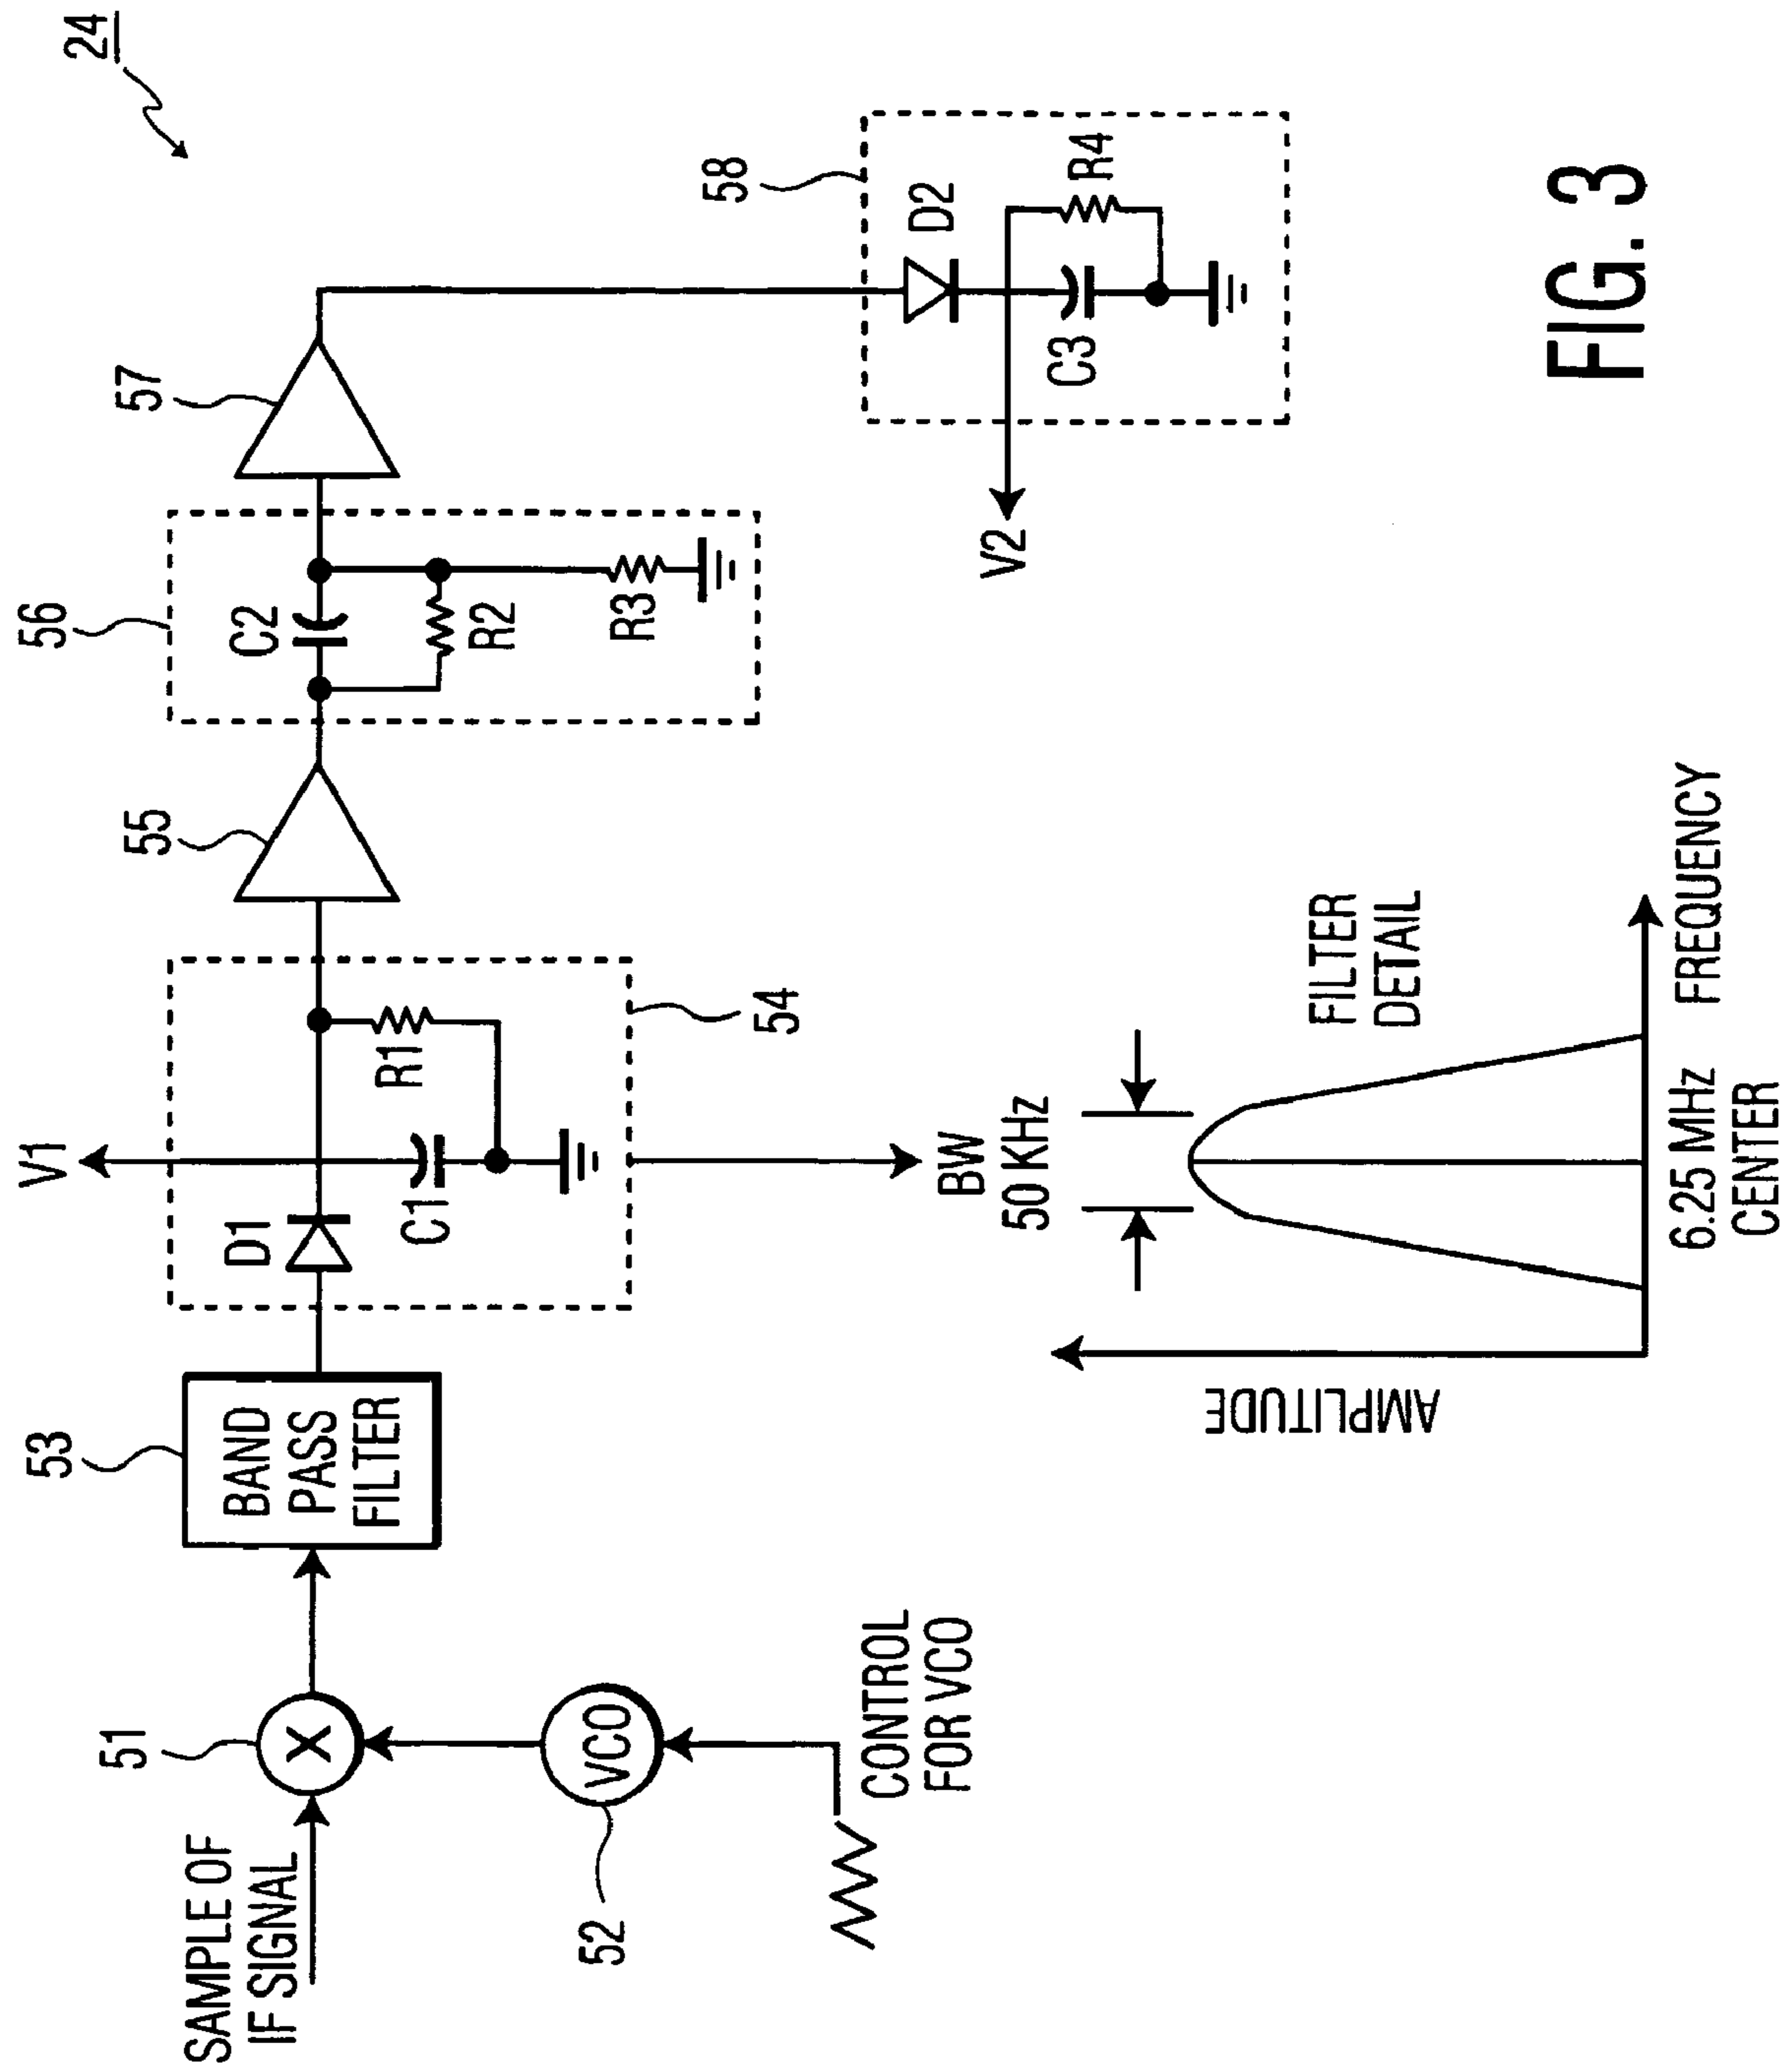 24
57
56
55
53
51
58
V1
D1
C1
R1
54
C2
R2
R3
D2
R4
C3
V2
BAND
PASS
FILTER
X
SAMPLE OF
IF SIGNAL
VCO
52
CONTROL
FOR VCO
BW
50 KHz
FILTER
DETAIL
AMPLITUDE
FREQUENCY
6.25 MHz
CENTER
FIG. 3